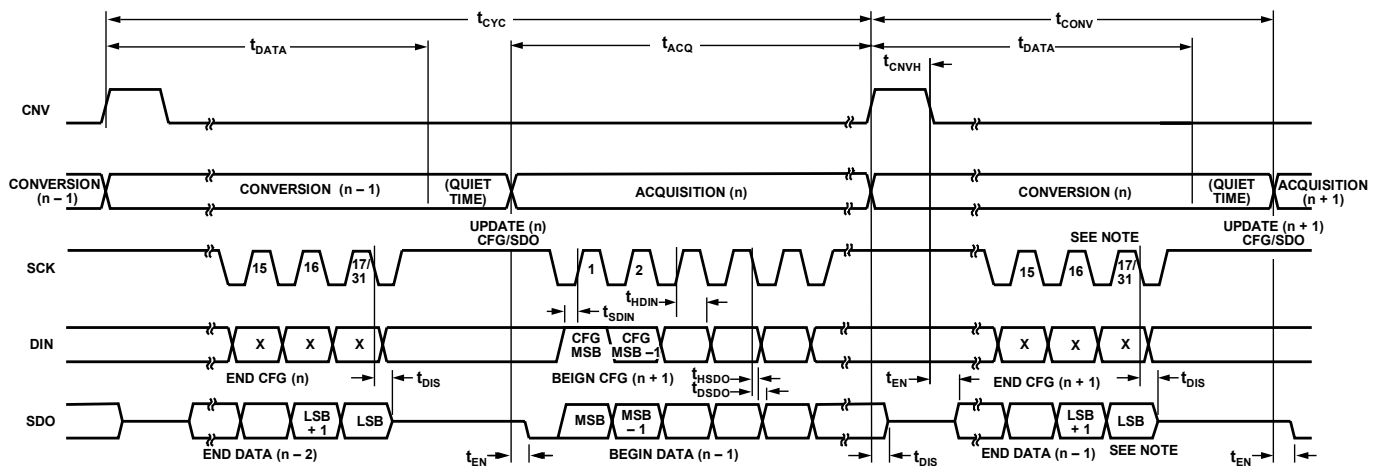 tCYC tCONV
tDATA tACQ tDATA
tCNVH
CNV
CONVERSION (n – 1) CONVERSION (n – 1) (QUIET TIME) ACQUISITION (n) CONVERSION (n) (QUIET TIME) ACQUISITION (n + 1)
UPDATE (n) CFG/SDO SEE NOTE UPDATE (n + 1) CFG/SDO
SCK 15 16 17/31 1 2 15 16 17/31
tHDIN
tSDIN
DIN X X X CFG MSB CFG MSB –1 X X X
END CFG (n) tDIS BEIGN CFG (n + 1) tHSDO tEN END CFG (n + 1) tDIS
tDSDO
SDO LSB + 1 LSB MSB MSB – 1 LSB + 1 LSB
END DATA (n – 2) tEN BEGIN DATA (n – 1) tDIS END DATA (n – 1) SEE NOTE tEN